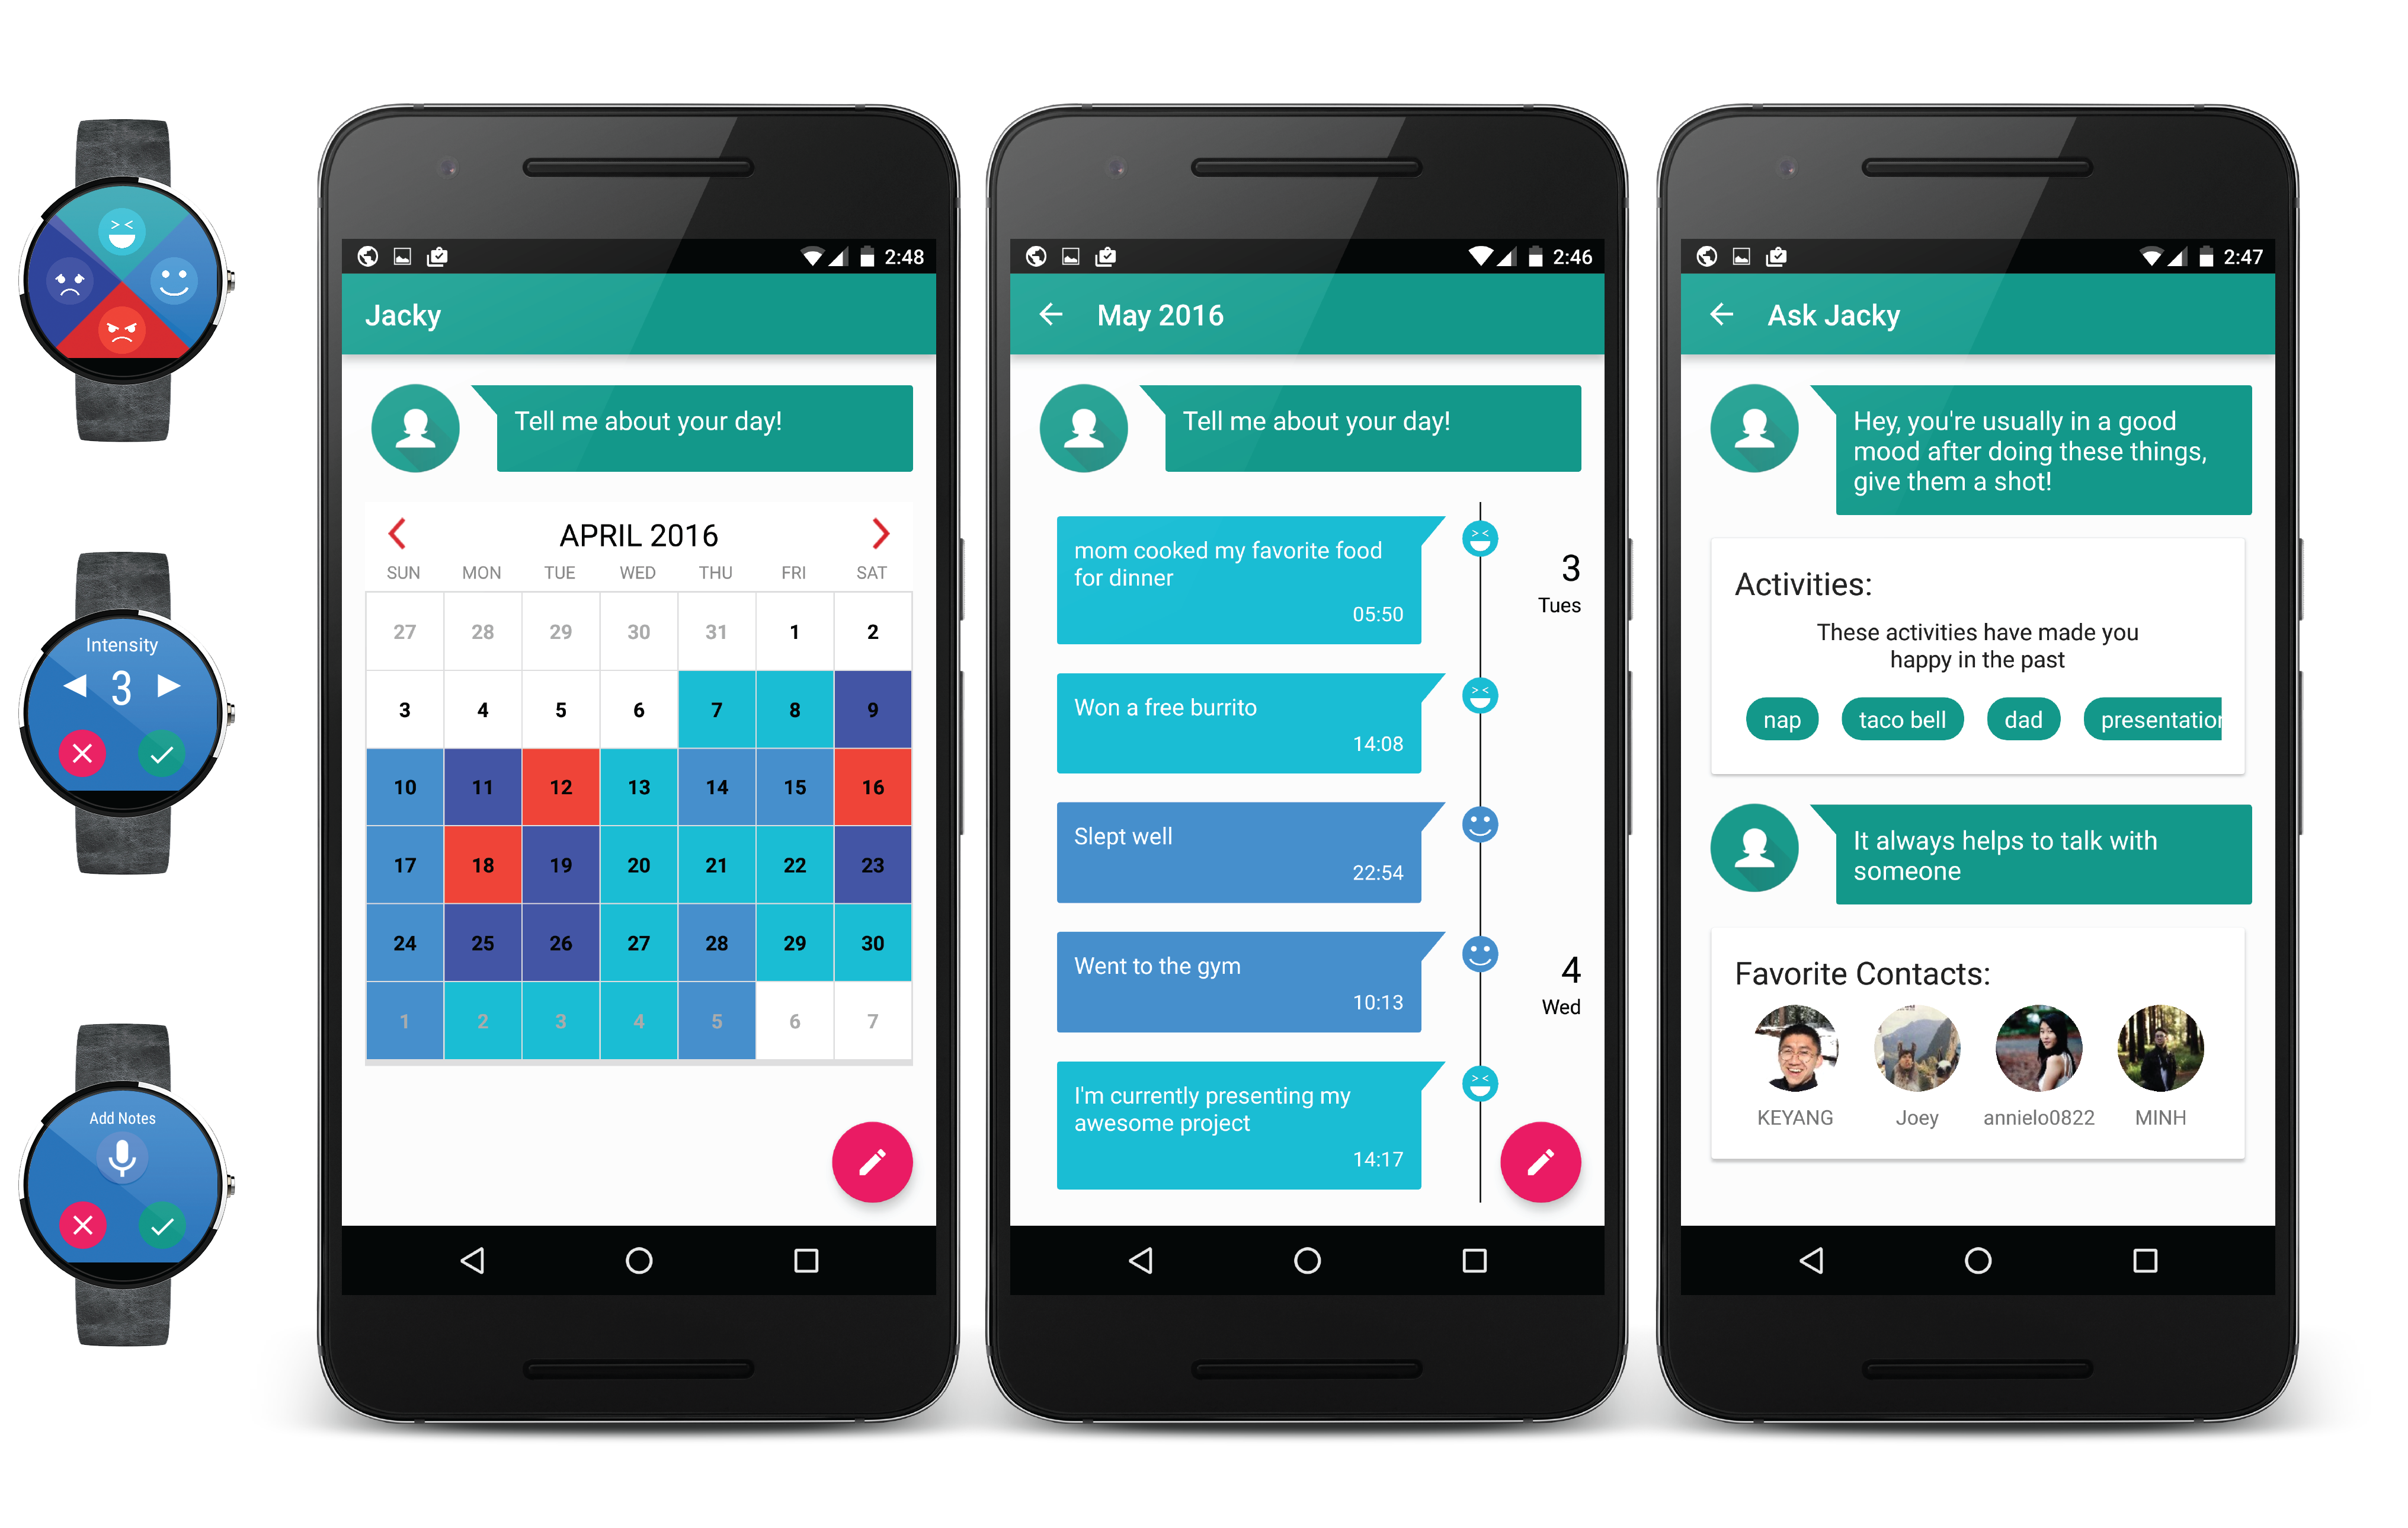 Intensity
3
Add Notes
2:48
Jacky
Tell me about your day!
APRIL 2016
SUN MON TUE WED THU FRI SAT
27 28 29 30 31 1 2
3 4 5 6 7 8 9
10 11 12 13 14 15 16
17 18 19 20 21 22 23
24 25 26 27 28 29 30
1 2 3 4 5 6 7
2:46
May 2016
Tell me about your day!
mom cooked my favorite food
for dinner
05:50
3
Tues
Won a free burrito
14:08
Slept well
22:54
Went to the gym
10:13
4
Wed
I'm currently presenting my
awesome project
14:17
2:47
Ask Jacky
Hey, you're usually in a good
mood after doing these things,
give them a shot!
Activities:
These activities have made you
happy in the past
nap taco bell dad presentation
It always helps to talk with
someone
Favorite Contacts:
KEYANG Joey annielo0822 MINH